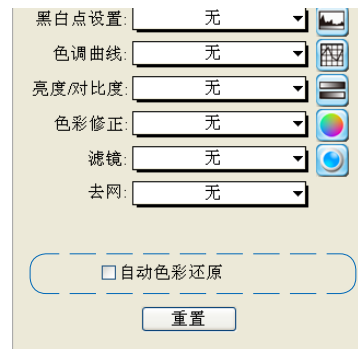 黑白点设置: 无
色调曲线: 无
亮度/对比度: 无
色彩修正: 无
滤镜: 无
去网: 无
自动色彩还原
重置